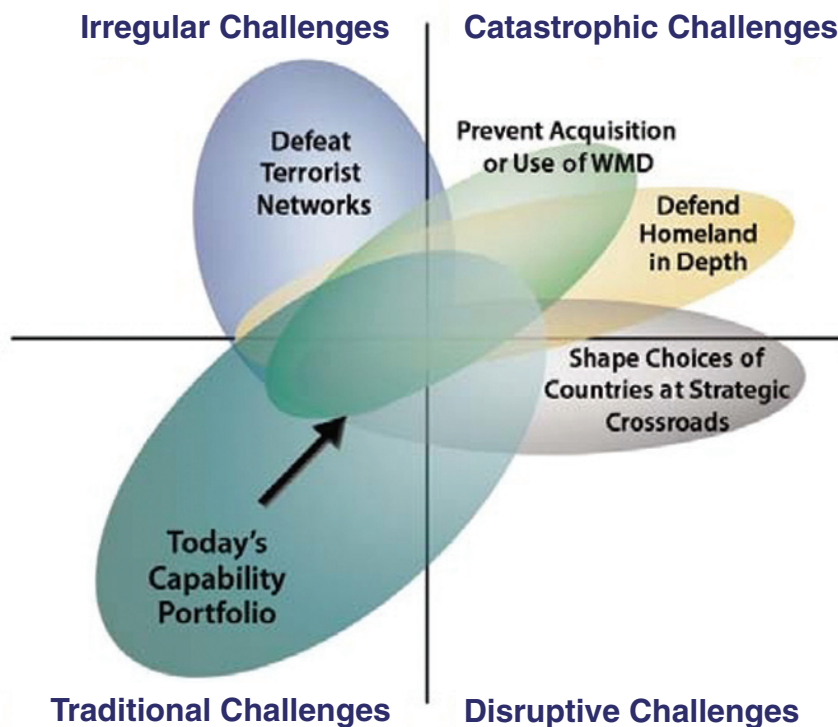 Irregular Challenges
Catastrophic Challenges
Defeat
Terrorist
Networks
Prevent Acquisition
or Use of WMD
Defend
Homeland
in Depth
Shape Choices of
Countries at Strategic
Crossroads
Today's
Capability
Portfolio
Traditional Challenges
Disruptive Challenges